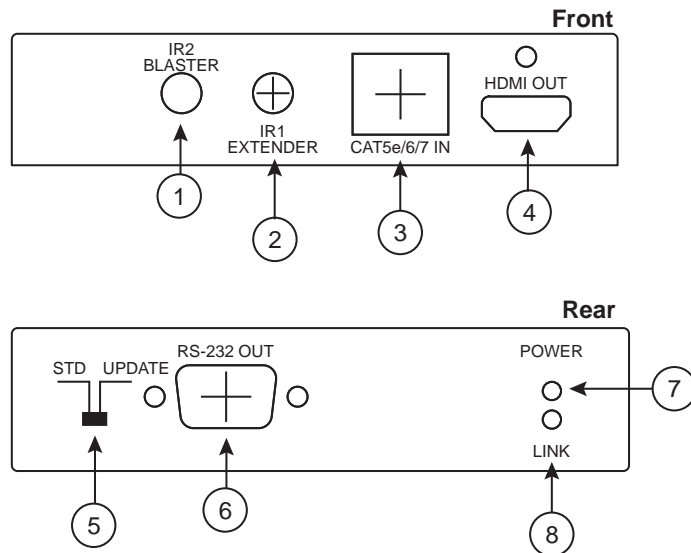 Front
IR2
BLASTER
HDMI OUT
IR1
EXTENDER
CAT5e/6/7 IN
1
2
3
4
Rear
STD UPDATE
RS-232 OUT
POWER
LINK
5
6
7
8